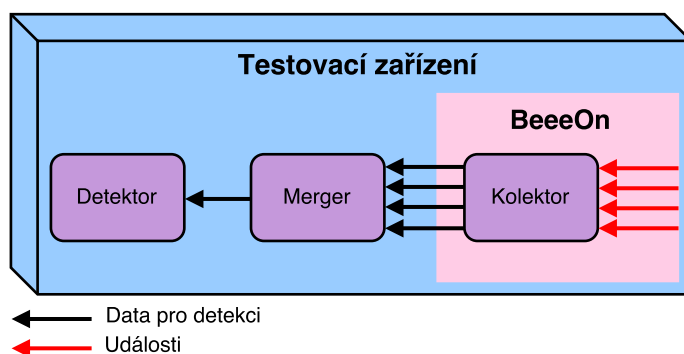 Testovací zařízení
BeeeOn
Detektor
Merger
Kolektor
Data pro detekci
Události